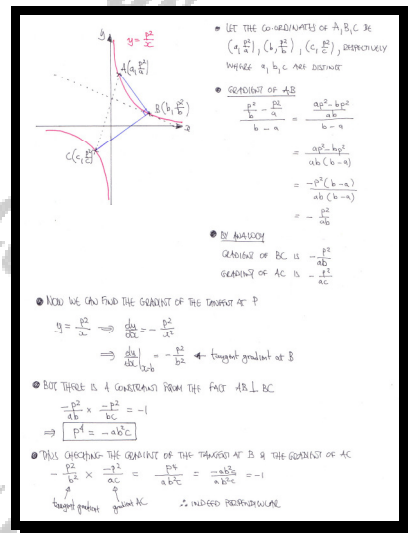 y
y = p²/x
A(a, p²/a)
B(b, p²/b)
x
C(c, p²/c)
LET THE CO-ORDINATES OF A, B, C BE
(a, p²/a), (b, p²/b), (c, p²/c), RESPECTIVELY
WHERE a, b, c ARE DISTINCT
GRADIENT OF AB
(p²/b - p²/a)/(b - a) = ((ap² - bp²)/ab)/(b - a)
= (ap² - bp²)/(ab(b - a))
= -p²(b - a)/(ab(b - a))
= -p²/ab
BY ANALOGY
GRADIENT OF BC IS -p²/ab
GRADIENT OF AC IS -p²/ac
NOW WE CAN FIND THE GRADIENT OF THE TANGENT AT P
y = p²/x ⇒ dy/dx = -p²/x²
⇒ dy/dx|x=b = -p²/b² ← tangent gradient at B
BUT THERE IS A CONSTRAINT FROM THE FACT AB ⊥ BC
-p²/ab × -p²/bc = -1
⇒ p⁴ = -ab²c
THUS CHECKING THE GRADIENT OF THE TANGENT AT B & THE GRADIENT OF AC
-p²/b² × -p²/ac = p⁴/ab²c = -ab²c/ab²c = -1
tangent gradient gradient AC ∴ INDEED PERPENDICULAR